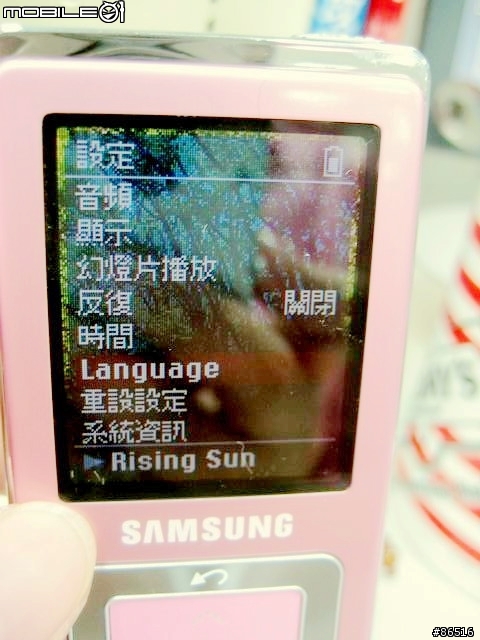 MOBILE01
設定
音頻
顯示
幻燈片播放
反復 關閉
時間
Language
重設設定
系統資訊
Rising Sun
SAMSUNG
#86516